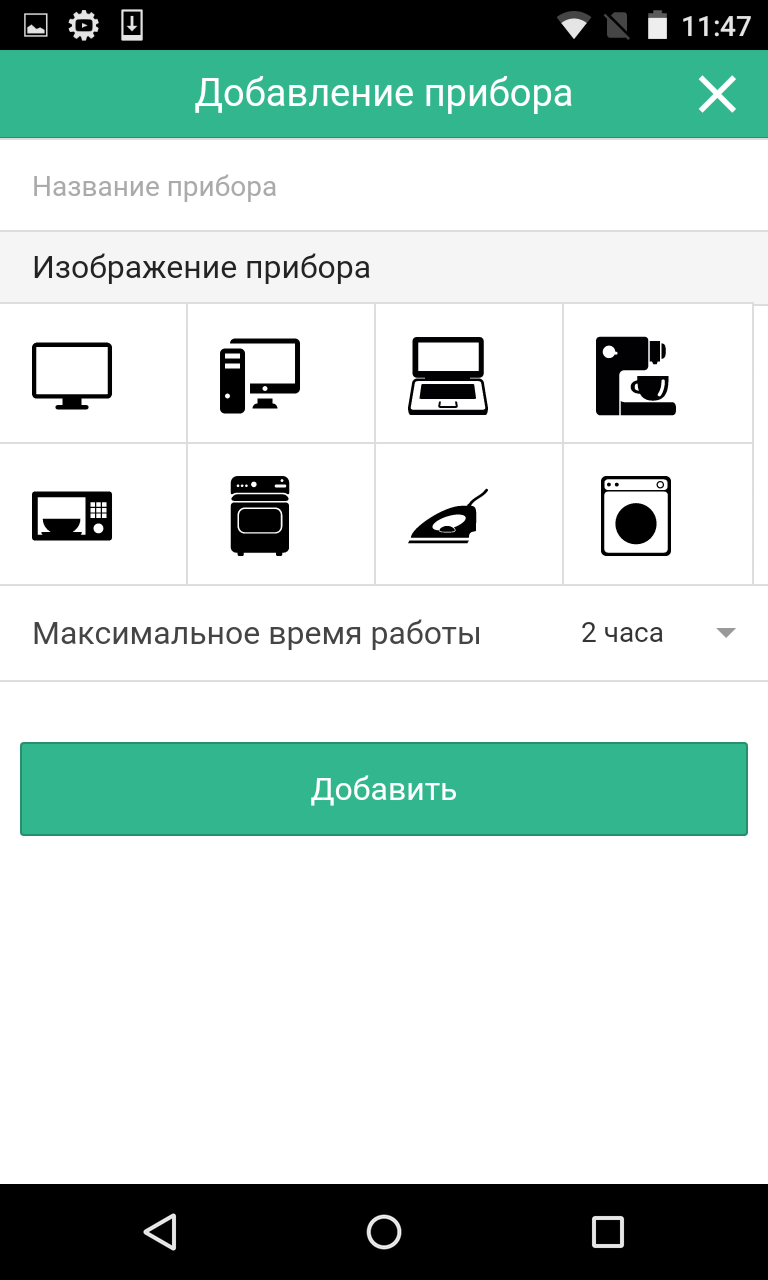 11:47
Добавление прибора
Название прибора
Изображение прибора
Максимальное время работы
2 часа
Добавить